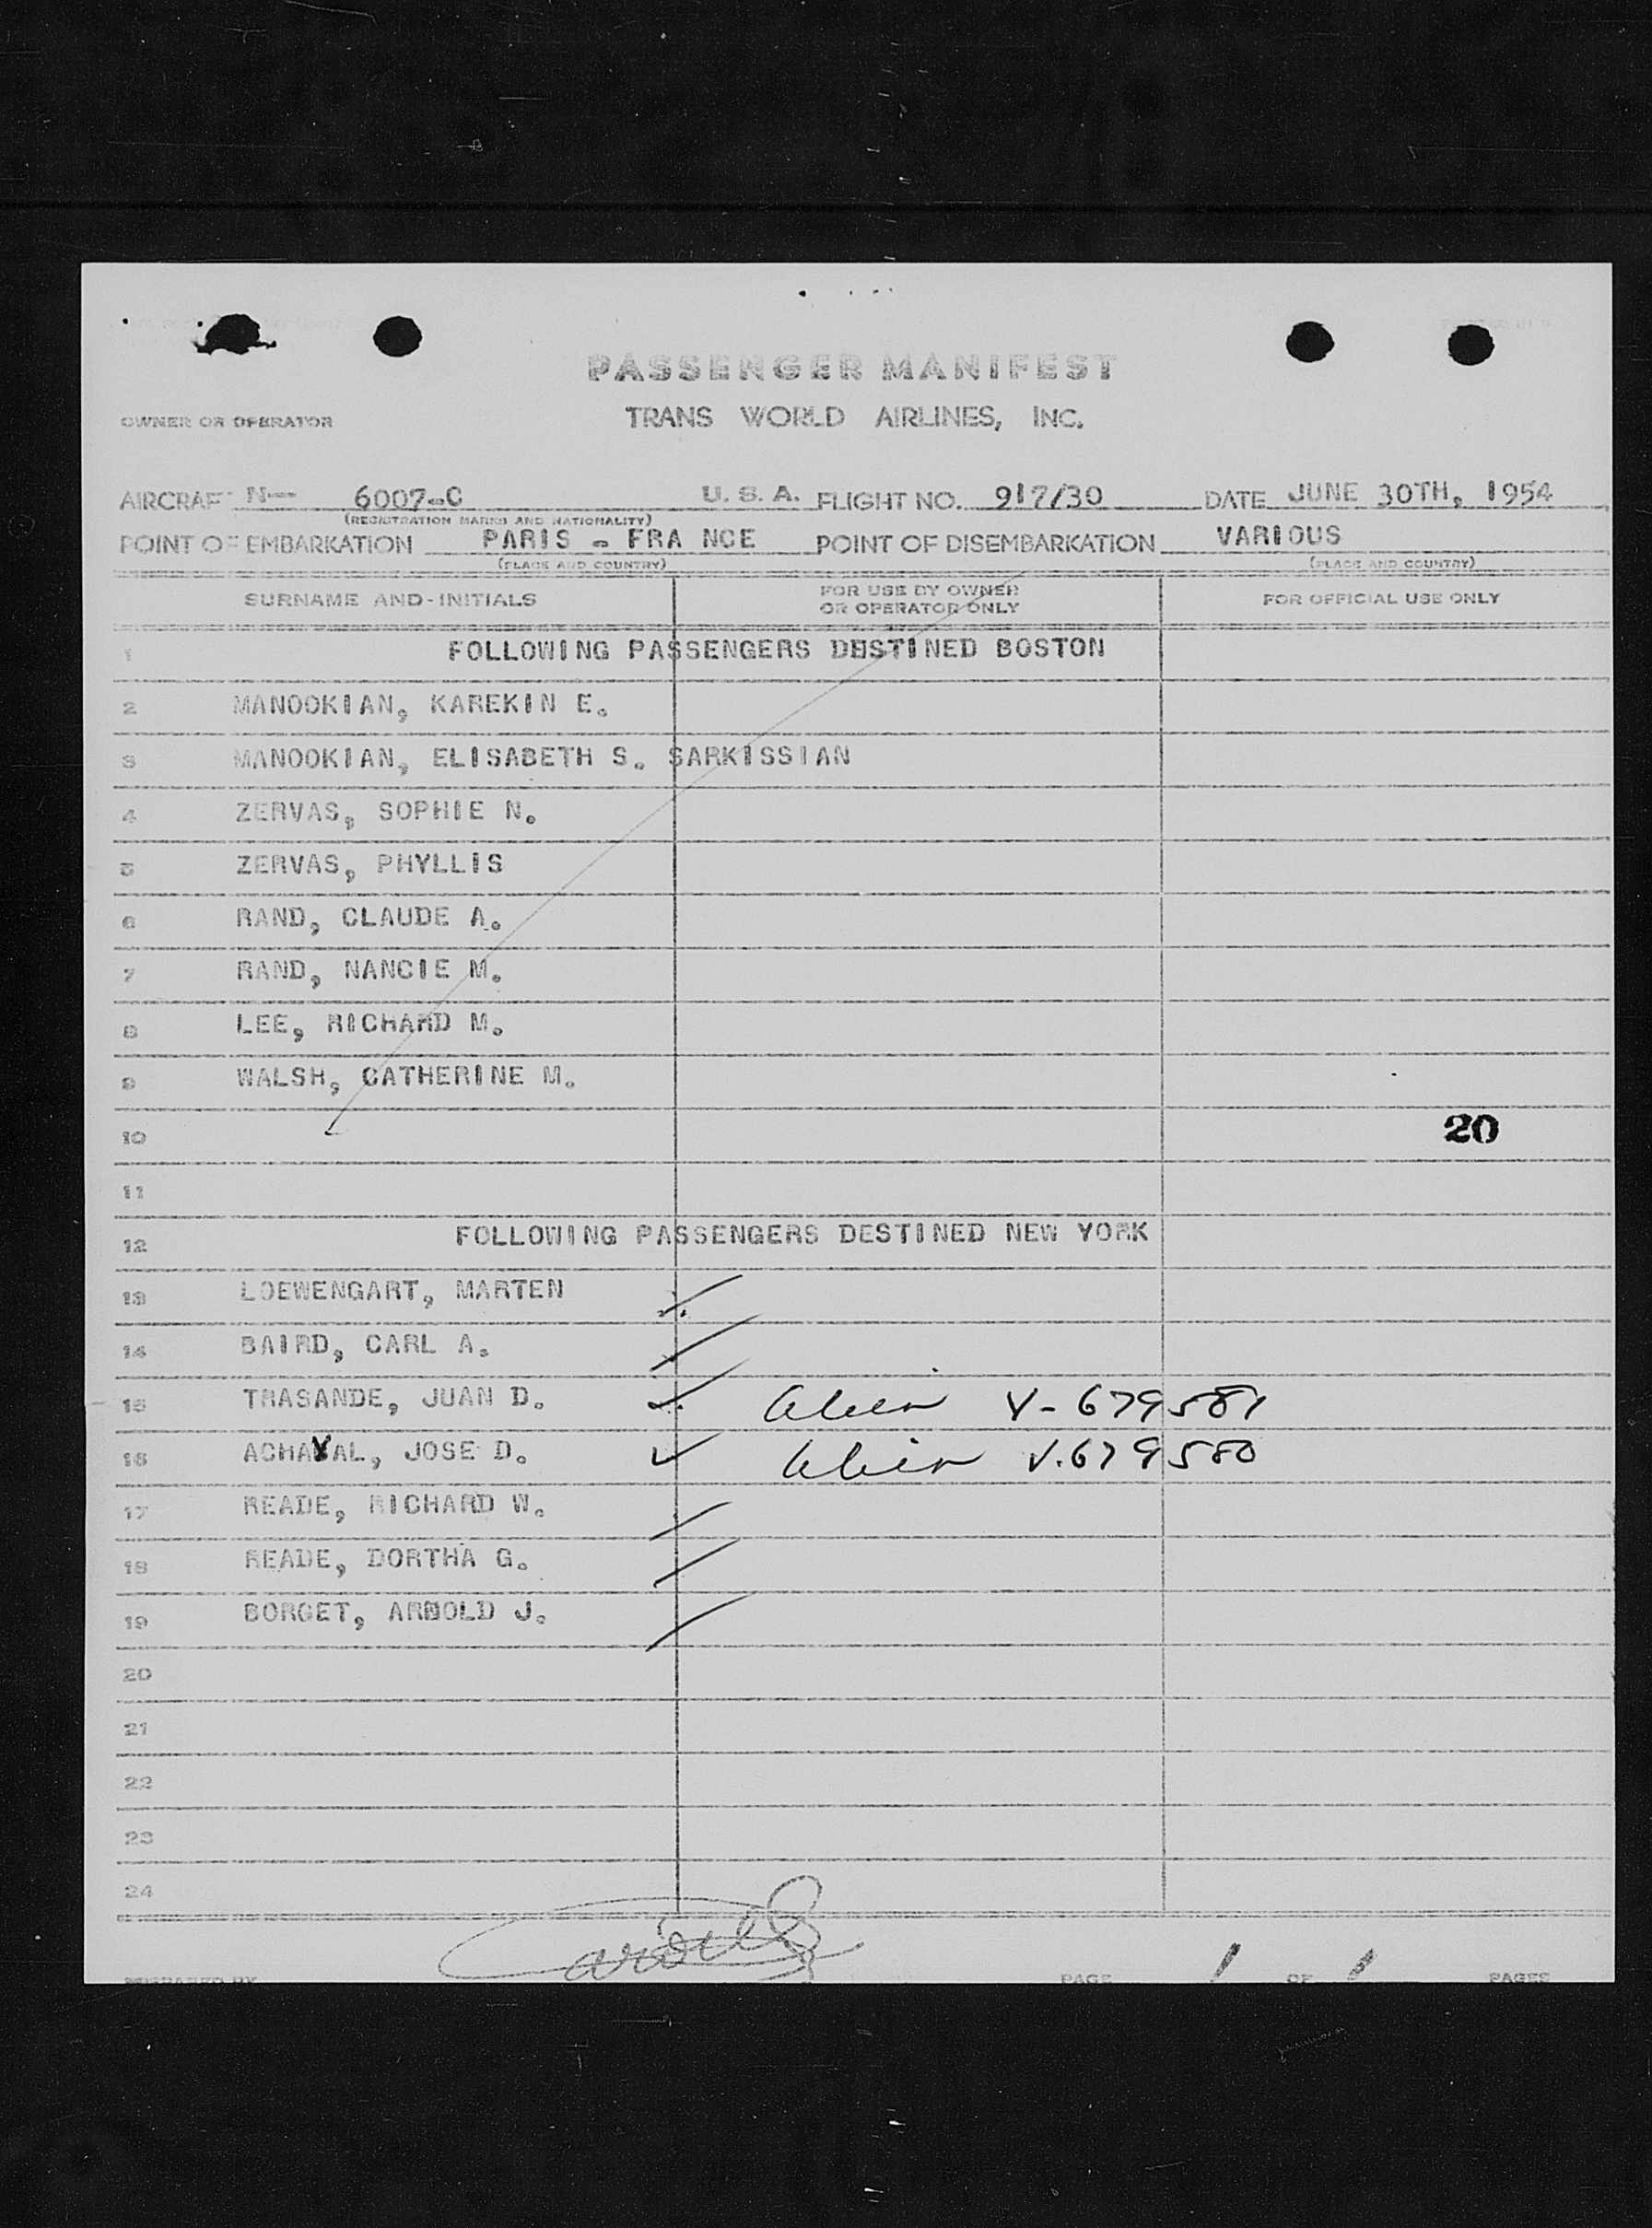 PASSENGER MANIFEST
OWNER OR OPERATOR TRANS WORLD AIRLINES, INC.
AIRCRAFT N-- 6007-C U. S. A. FLIGHT NO. 917/30 DATE JUNE 30TH, 1954
(REGISTRATION MARKS AND NATIONALITY)
POINT OF EMBARKATION PARIS - FRA NCE POINT OF DISEMBARKATION VARIOUS
(PLACE AND COUNTRY) (PLACE AND COUNTRY)
SURNAME AND-INITIALS FOR USE BY OWNER OR OPERATOR ONLY FOR OFFICIAL USE ONLY
1 FOLLOWING PASSENGERS DESTINED BOSTON
2 MANOOKIAN, KAREKIN E.
3 MANOOKIAN, ELISABETH S. SARKISSIAN
4 ZERVAS, SOPHIE N.
5 ZERVAS, PHYLLIS
6 RAND, CLAUDE A.
7 RAND, NANCIE M.
8 LEE, RICHARD M.
9 WALSH, CATHERINE M.
10 20
11
12 FOLLOWING PASSENGERS DESTINED NEW YORK
13 LOEWENGART, MARTEN
14 BAIRD, CARL A.
15 TRASANDE, JUAN D. Alien V-679581
16 ACHAVAL, JOSE D. Alien V.679580
17 READE, RICHARD W.
18 READE, DORTHA G.
19 BORGET, ARNOLD J.
20
21
22
23
24
PREPARED BY PAGE 1 OF 1 PAGES